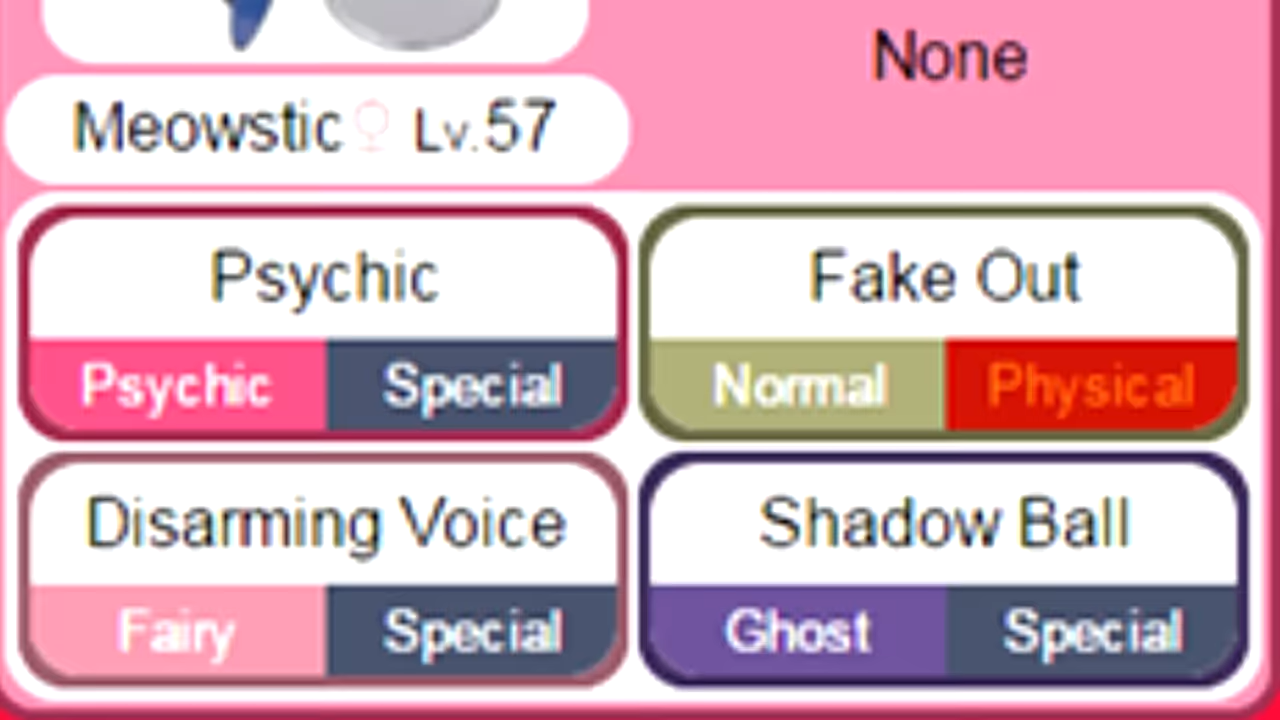 None
Meowstic♀ Lv.57
Psychic
Fake Out
Psychic Special
Normal Physical
Disarming Voice
Shadow Ball
Fairy Special
Ghost Special